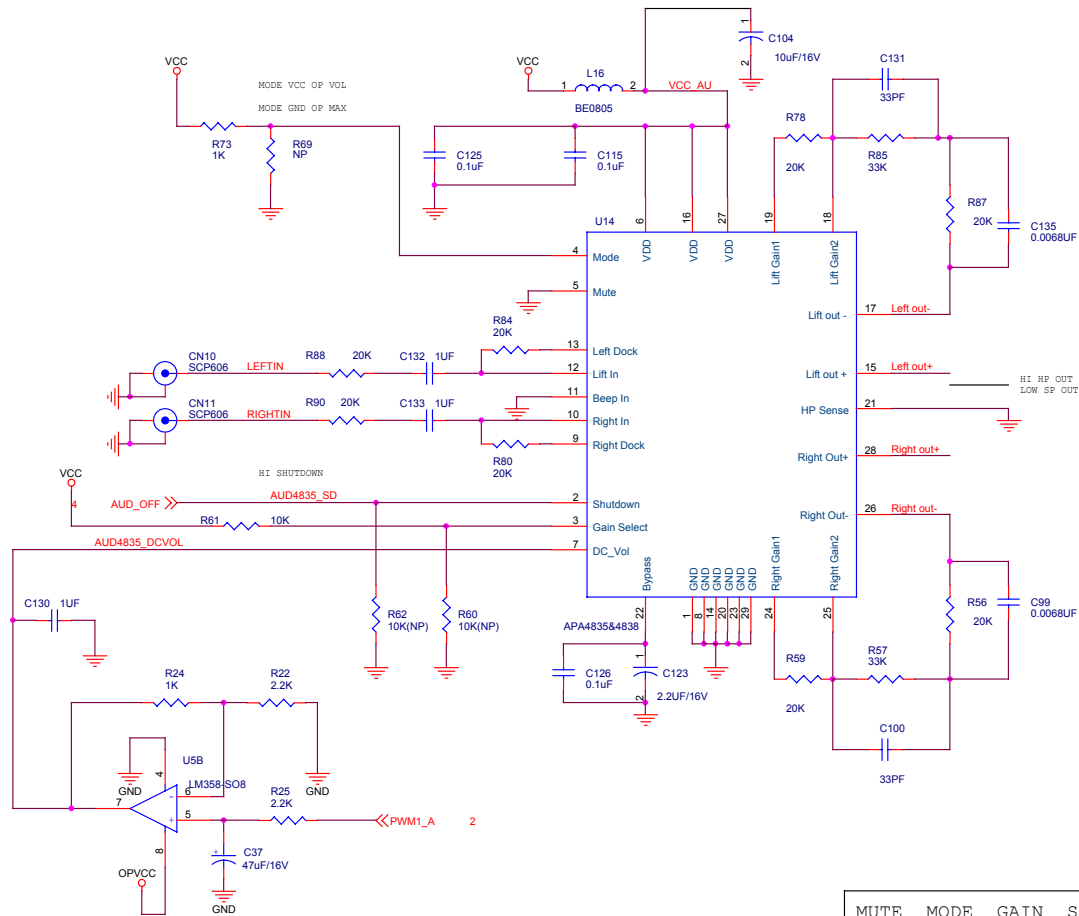 VCC
MODE VCC OP VOL
MODE GND OP MAX
R73
1K
R69
NP
VCC
L16
1
2
BE0805
VCC_AU
1
C104
10uF/16V
2
C125
0.1uF
C115
0.1uF
C131
33PF
R78
20K
R85
33K
R87
20K
C135
0.0068UF
U14
6
16
27
19
18
VDD
VDD
VDD
Lift Gain1
Lift Gain2
4
Mode
5
Mute
13
Left Dock
12
Lift In
11
Beep In
10
Right In
9
Right Dock
2
Shutdown
3
Gain Select
7
DC_Vol
Lift out -
17
Left out-
Lift out +
15
Left out+
HP Sense
21
HI HP OUT
LOW SP OUT
Right Out+
28
Right out+
Right Out-
26
Right out-
R84
20K
CN10
SCP606
LEFTIN
R88
20K
C132
1UF
CN11
SCP606
RIGHTIN
R90
20K
C133
1UF
R80
20K
VCC
HI SHUTDOWN
4
AUD_OFF
AUD4835_SD
R61
10K
AUD4835_DCVOL
C130
1UF
R62
10K(NP)
R60
10K(NP)
Bypass
GND
GND
GND
GND
GND
GND
Right Gain1
Right Gain2
22
1
8
14
20
23
29
24
25
APA4835&4838
C126
0.1uF
1
C123
2
2.2UF/16V
R56
20K
C99
0.0068UF
R59
20K
R57
33K
C100
33PF
R24
1K
R22
2.2K
GND
GND
U5B
LM358-SO8
4
6
7
5
8
R25
2.2K
PWM1_A
2
C37
47uF/16V
GND
OPVCC
MUTE MODE GAIN S